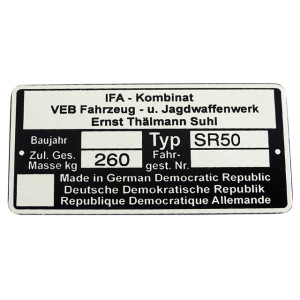 IFA - Kombinat
VEB Fahrzeug - u. Jagdwaffenwerk
Ernst Thälmann Suhl
Baujahr Typ SR50
Zul. Ges. Masse kg 260 Fahr- gest. Nr.
Made in German Democratic Republic
Deutsche Demokratische Republik
Republique Democratique Allemande